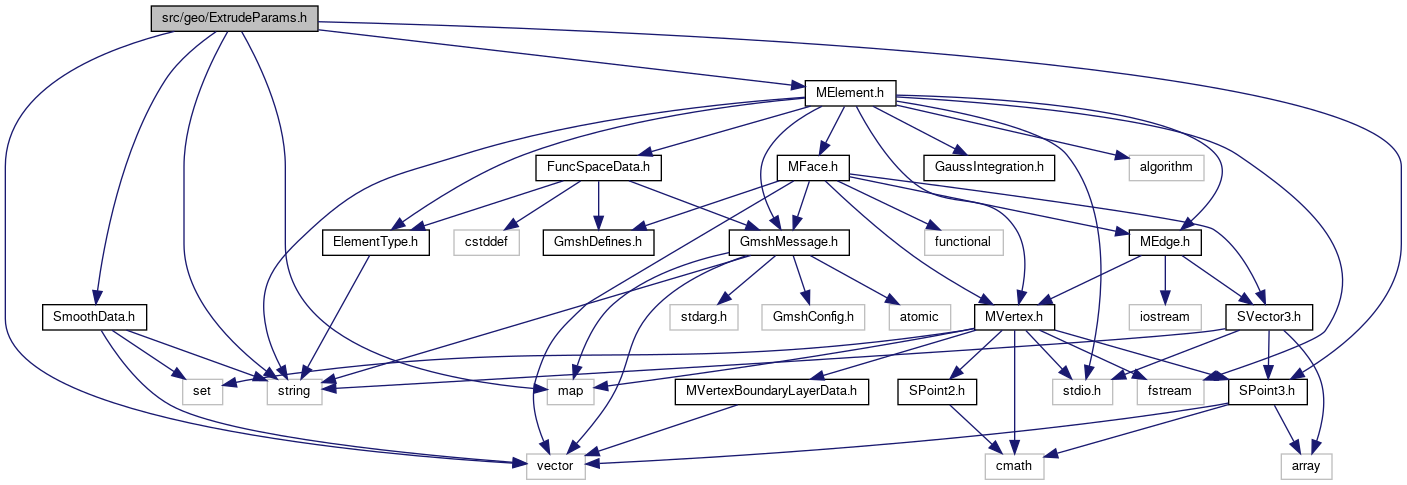 src/geo/ExtrudeParams.h
MElement.h
FuncSpaceData.h
MFace.h
GaussIntegration.h
algorithm
ElementType.h
cstddef
GmshDefines.h
GmshMessage.h
functional
MEdge.h
SmoothData.h
stdarg.h
GmshConfig.h
atomic
MVertex.h
iostream
SVector3.h
set
string
map
MVertexBoundaryLayerData.h
SPoint2.h
stdio.h
fstream
SPoint3.h
vector
cmath
array